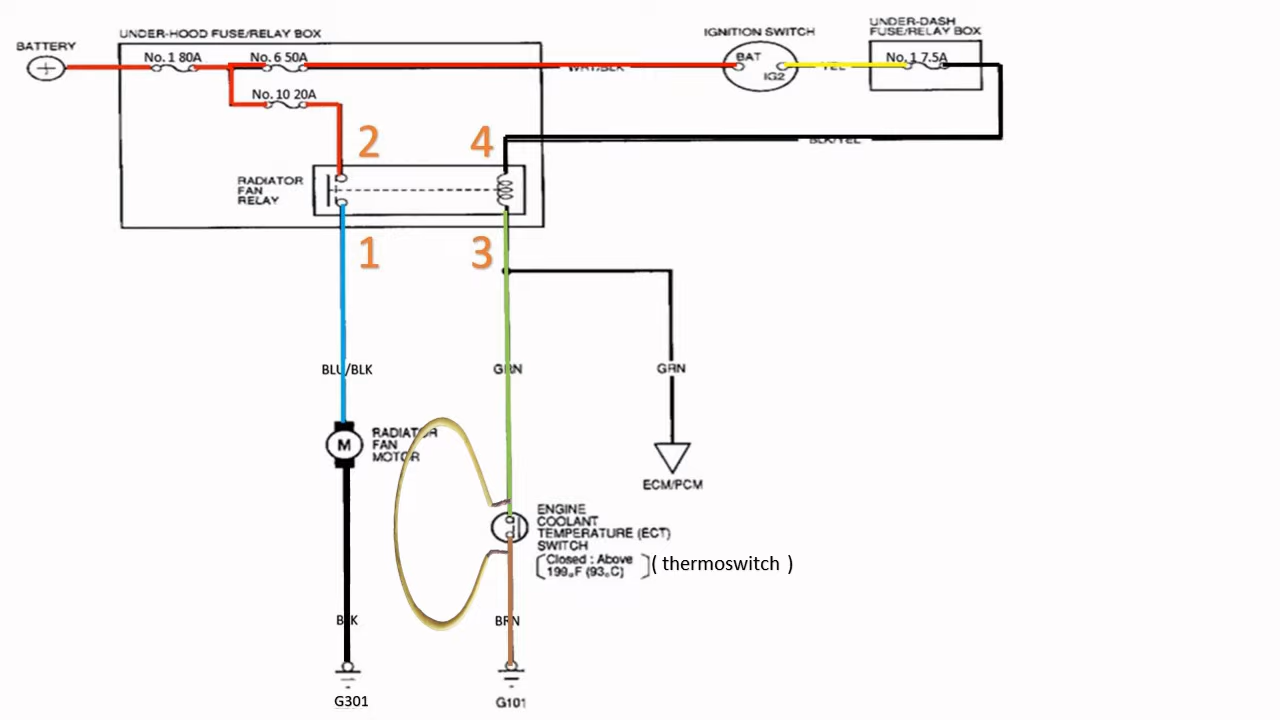 UNDER-HOOD FUSE/RELAY BOX
BATTERY
+
No. 1 80A
No. 6 50A
No. 10 20A
WHT/BLK
IGNITION SWITCH
BAT
IG2
YEL
UNDER-DASH
FUSE/RELAY BOX
No. 1 7.5A
BLK/YEL
2
4
RADIATOR
FAN
RELAY
1
3
BLU/BLK
GRN
GRN
M
RADIATOR
FAN
MOTOR
ECM/PCM
ENGINE
COOLANT
TEMPERATURE (ECT)
SWITCH
[Closed : Above
199°F (93°C)]
( thermoswitch )
BLK
BRN
G301
G101